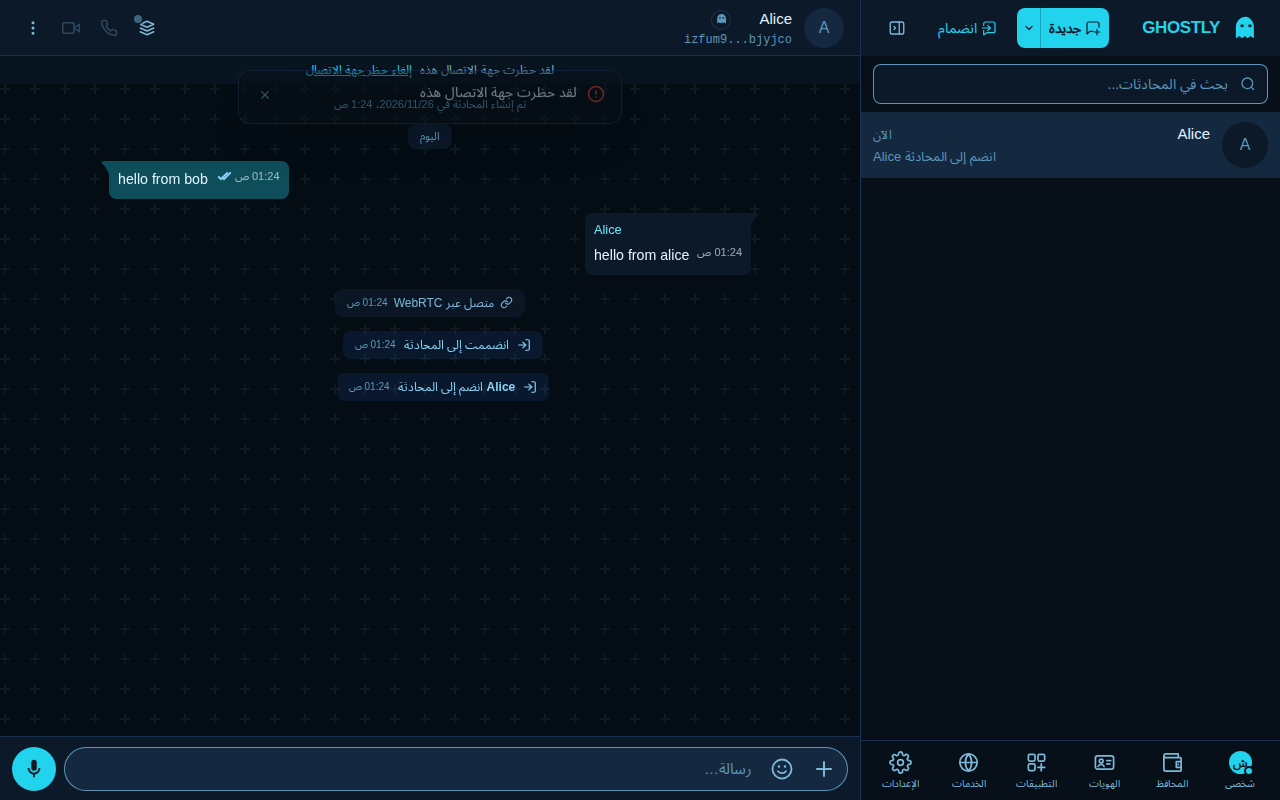 GHOSTLY
جديدة
انضمام
بحث في المحادثات...
A
Alice
الآن
انضم إلى المحادثة Alice
شخصي
ش
المحافظ
الهويات
التطبيقات
الخدمات
الإعدادات
A
Alice
izfum9...bjyjco
لقد حظرت جهة الاتصال هذه إلغاء حظر جهة الاتصال
لقد حظرت جهة الاتصال هذه
تم إنشاء المحادثة في 2026/11/26، 1:24 ص
اليوم
hello from bob 01:24 ص
Alice
hello from alice 01:24 ص
متصل عبر WebRTC 01:24 ص
انضممت إلى المحادثة 01:24 ص
Alice انضم إلى المحادثة 01:24 ص
رسالة...